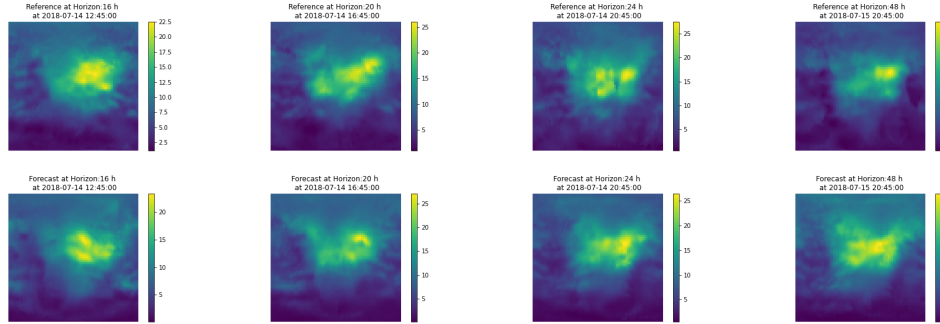 Reference at Horizon:16 h
at 2018-07-14 12:45:00
22.5
20.0
17.5
15.0
12.5
10.0
7.5
5.0
2.5
Reference at Horizon:20 h
at 2018-07-14 16:45:00
25
20
15
10
5
Reference at Horizon:24 h
at 2018-07-14 20:45:00
25
20
15
10
5
Reference at Horizon:48 h
at 2018-07-15 20:45:00
Forecast at Horizon:16 h
at 2018-07-14 12:45:00
20
15
10
5
Forecast at Horizon:20 h
at 2018-07-14 16:45:00
25
20
15
10
5
Forecast at Horizon:24 h
at 2018-07-14 20:45:00
25
20
15
10
5
Forecast at Horizon:48 h
at 2018-07-15 20:45:00